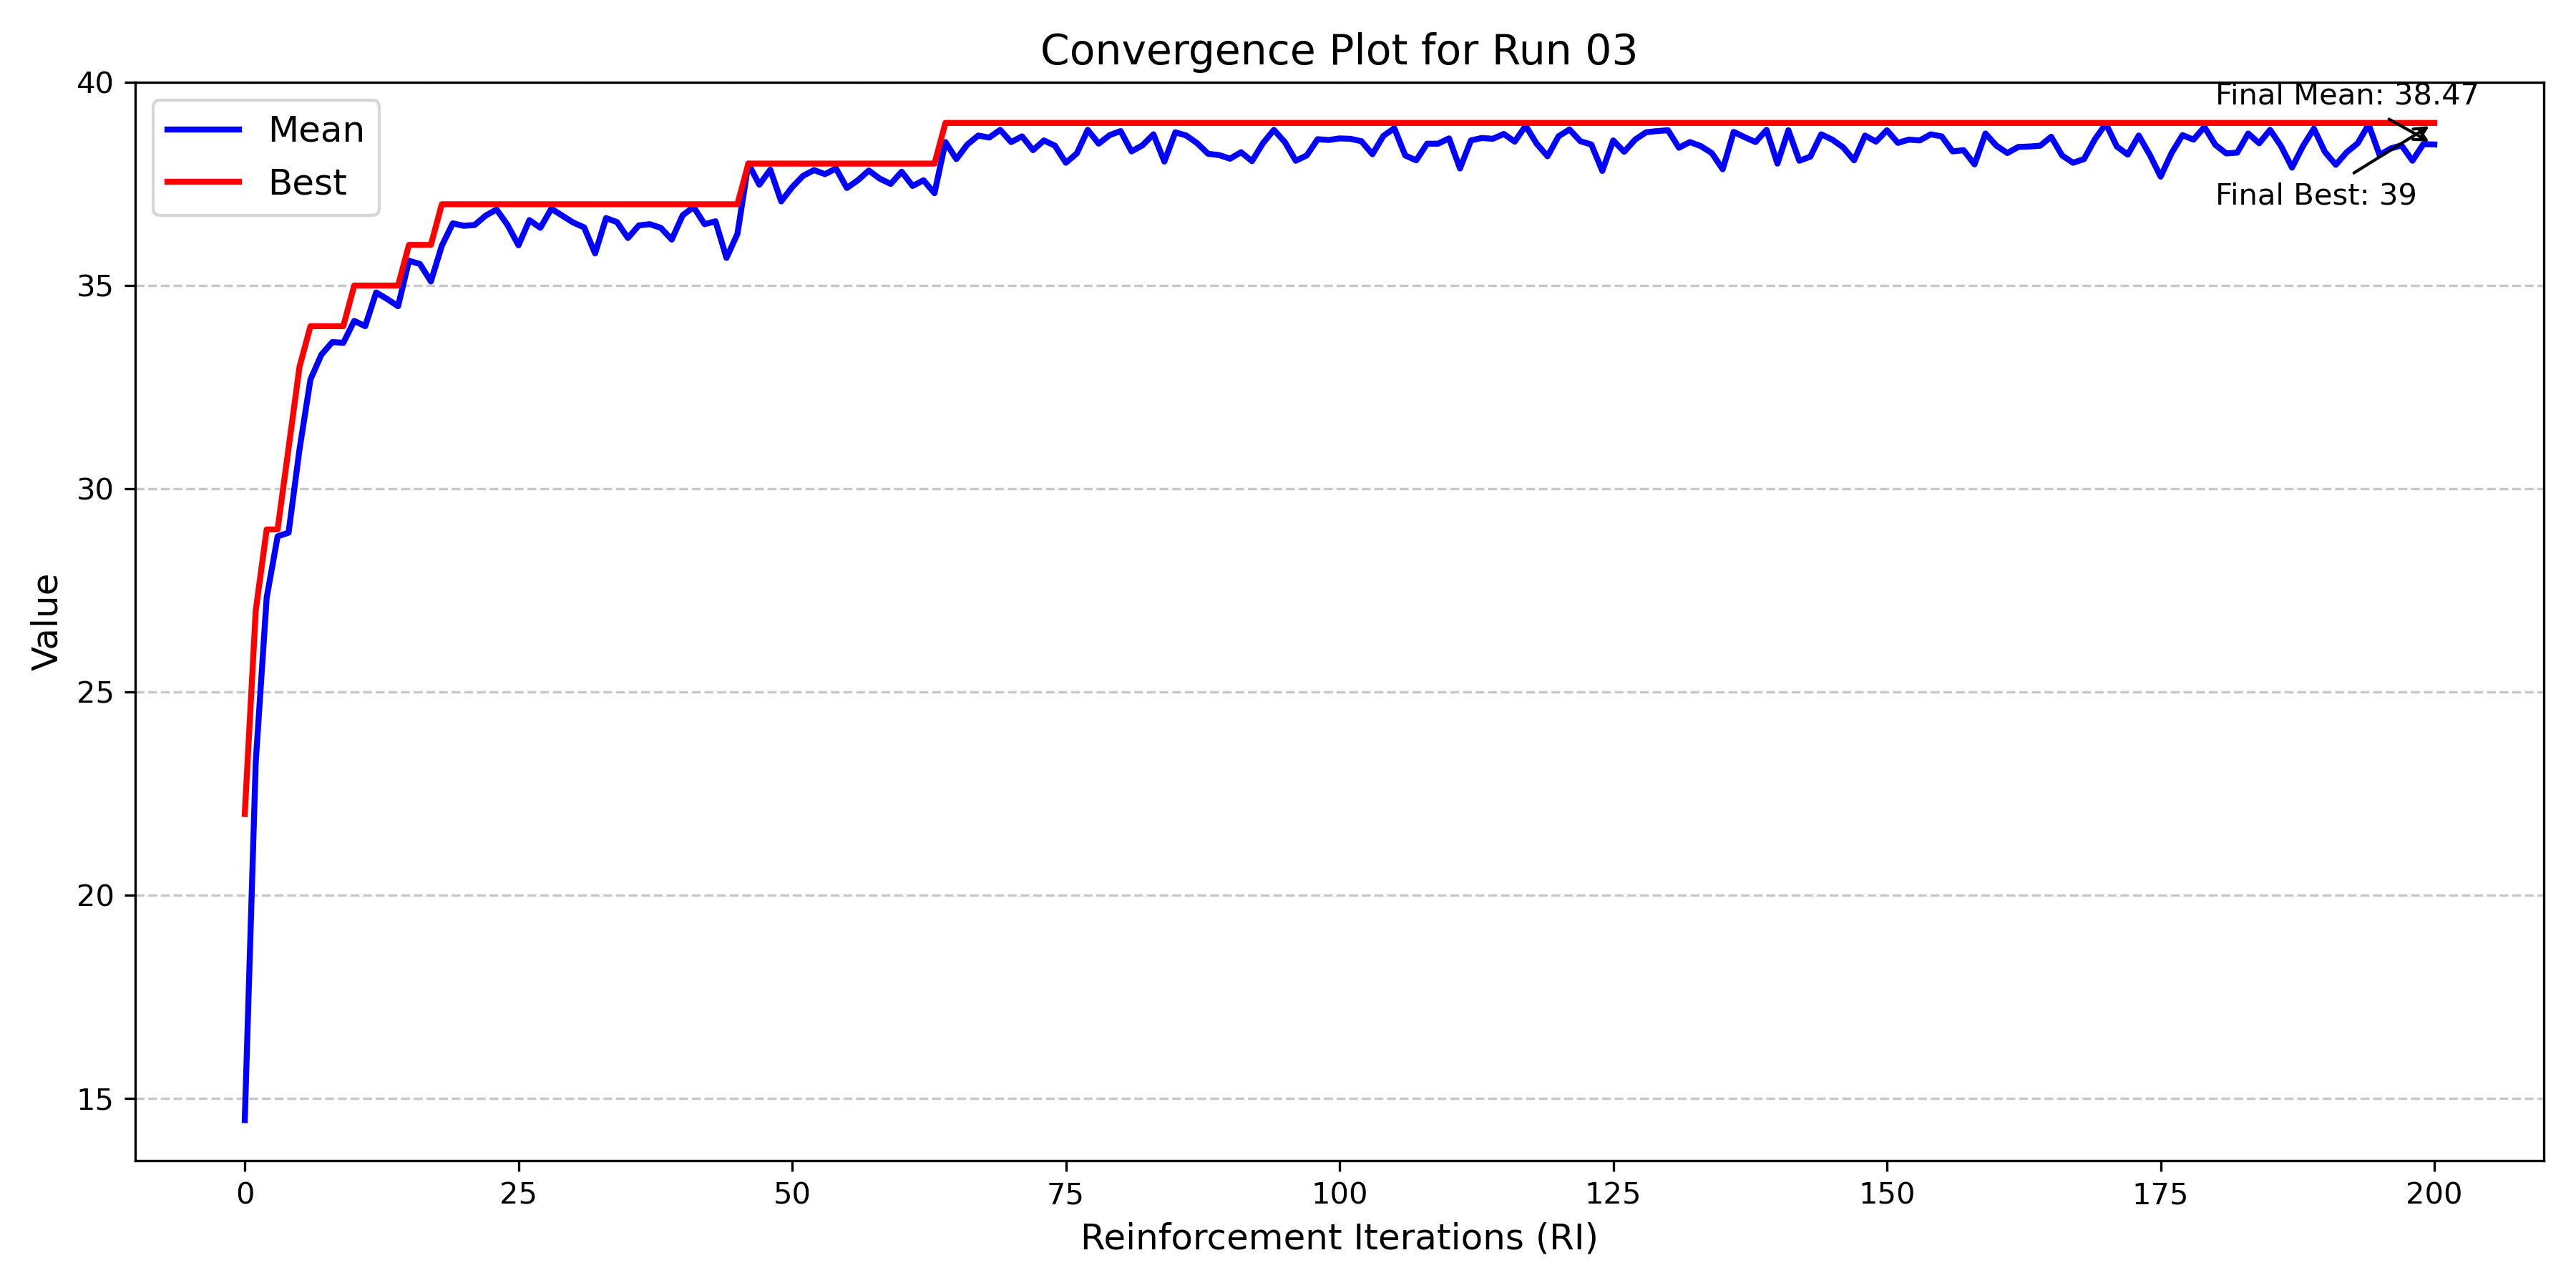 Convergence Plot for Run 03
40
35
30
25
20
15
Value
Mean
Best
Final Mean: 38.47
Final Best: 39
0 25 50 75 100 125 150 175 200
Reinforcement Iterations (RI)